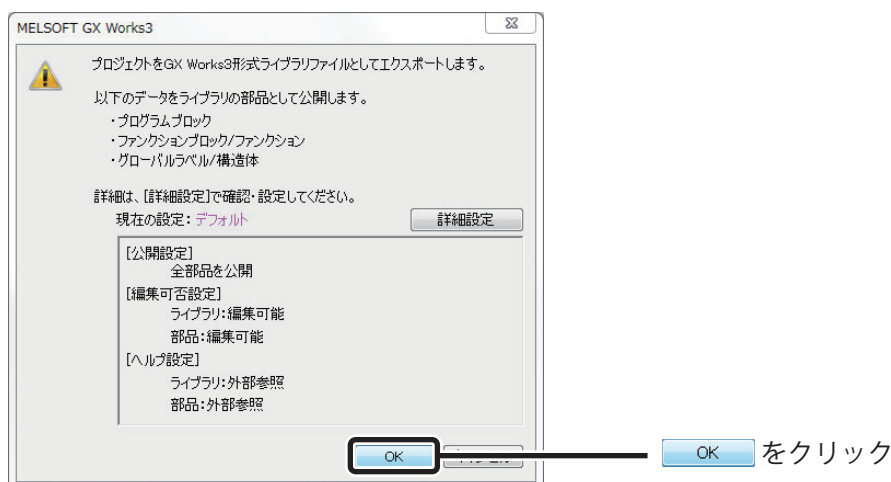 MELSOFT GX Works3
プロジェクトをGX Works3形式ライブラリファイルとしてエクスポートします。
以下のデータをライブラリの部品として公開します。
・プログラムブロック
・ファンクションブロック/ファンクション
・グローバルラベル/構造体
詳細は、[詳細設定]で確認・設定してください。
現在の設定：デフォルト
詳細設定
[公開設定]
全部品を公開
[編集可否設定]
ライブラリ：編集可能
部品：編集可能
[ヘルプ設定]
ライブラリ：外部参照
部品：外部参照
OK
OK をクリック